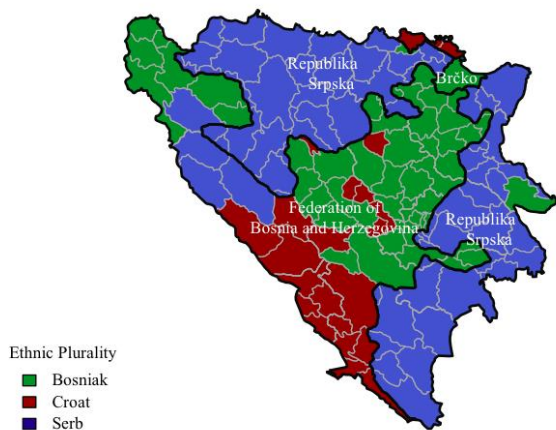 Republika
Srpska
Brčko
Federation of
Bosnia and Herzegovina
Republika
Srpska
Ethnic Plurality
Bosniak
Croat
Serb